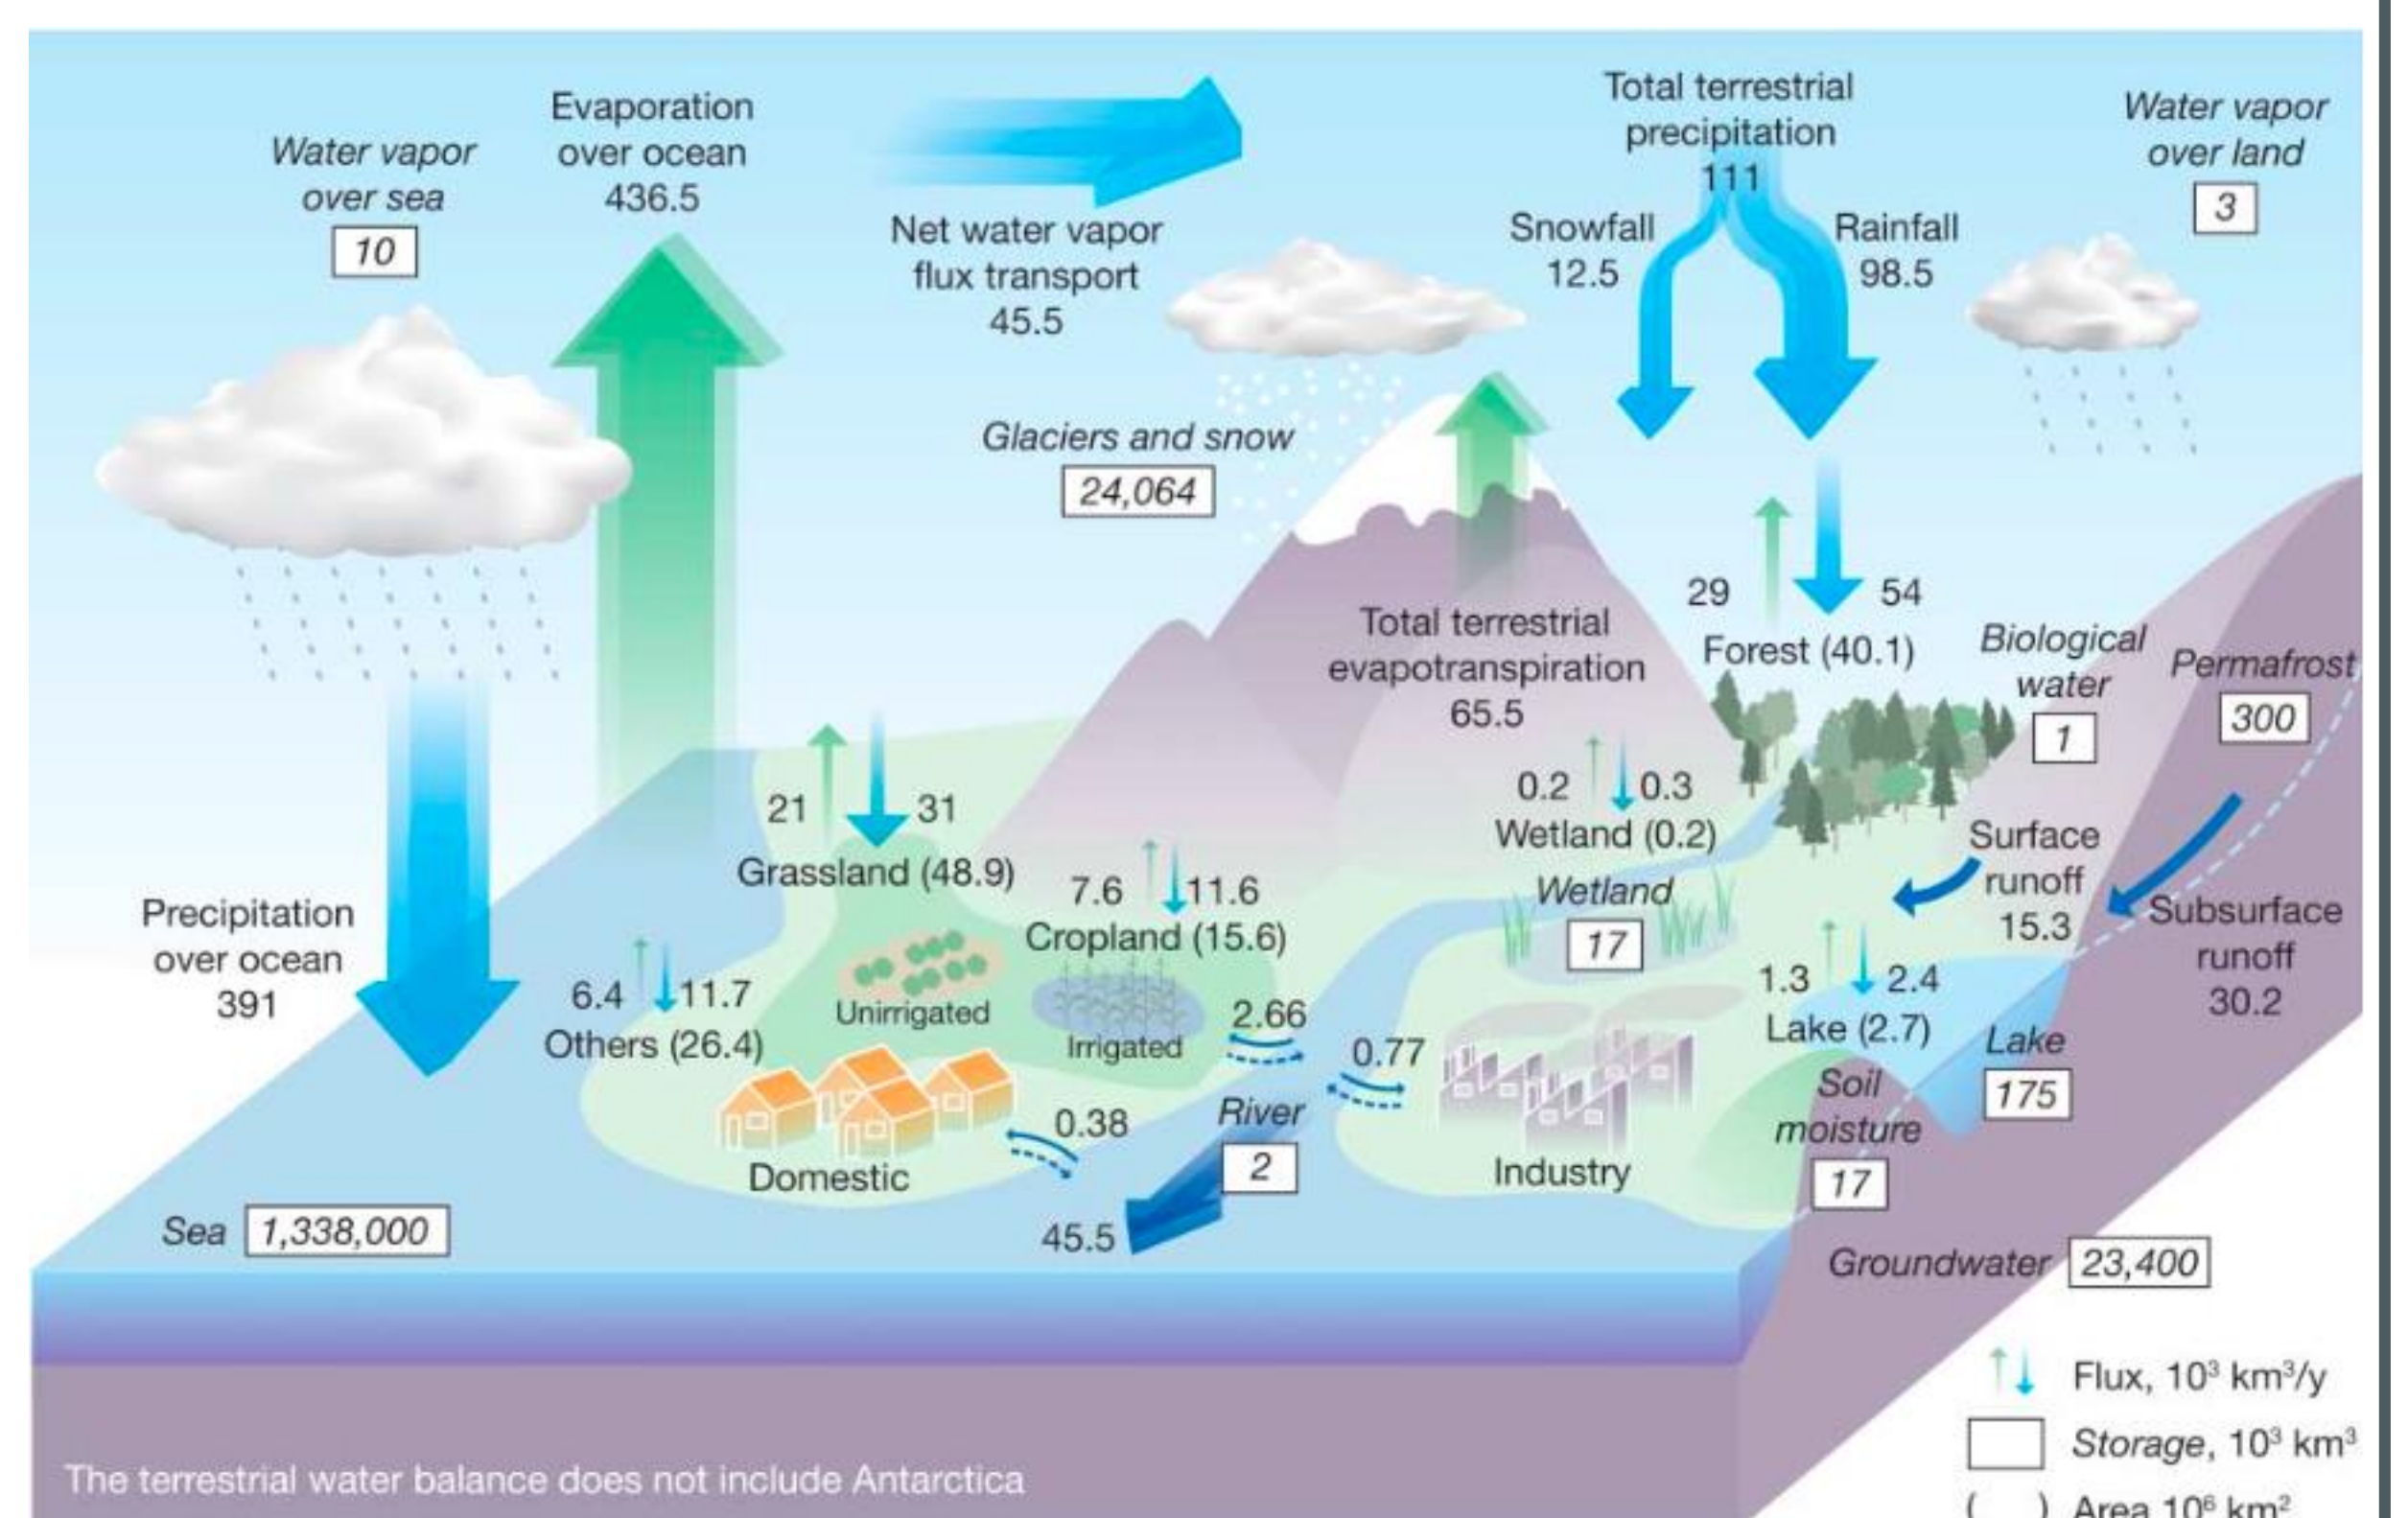 Water vapor
over sea
10
Evaporation
over ocean
436.5
Net water vapor
flux transport
45.5
Total terrestrial
precipitation
111
Snowfall
12.5
Rainfall
98.5
Water vapor
over land
3
Glaciers and snow
24,064
Total terrestrial
evapotranspiration
65.5
29
54
Forest (40.1)
Biological
water
1
Permafrost
300
21
31
Grassland (48.9)
7.6
11.6
Cropland (15.6)
0.2
0.3
Wetland (0.2)
Wetland
17
Surface
runoff
15.3
Subsurface
runoff
30.2
Precipitation
over ocean
391
6.4
11.7
Others (26.4)
Unirrigated
Irrigated
2.66
0.77
1.3
2.4
Lake (2.7)
Lake
175
Soil
moisture
17
0.38
River
2
Domestic
Industry
45.5
Sea 1,338,000
Groundwater 23,400
Flux, 10³ km³/y
Storage, 10³ km³
( ) Area 10⁶ km²
The terrestrial water balance does not include Antarctica